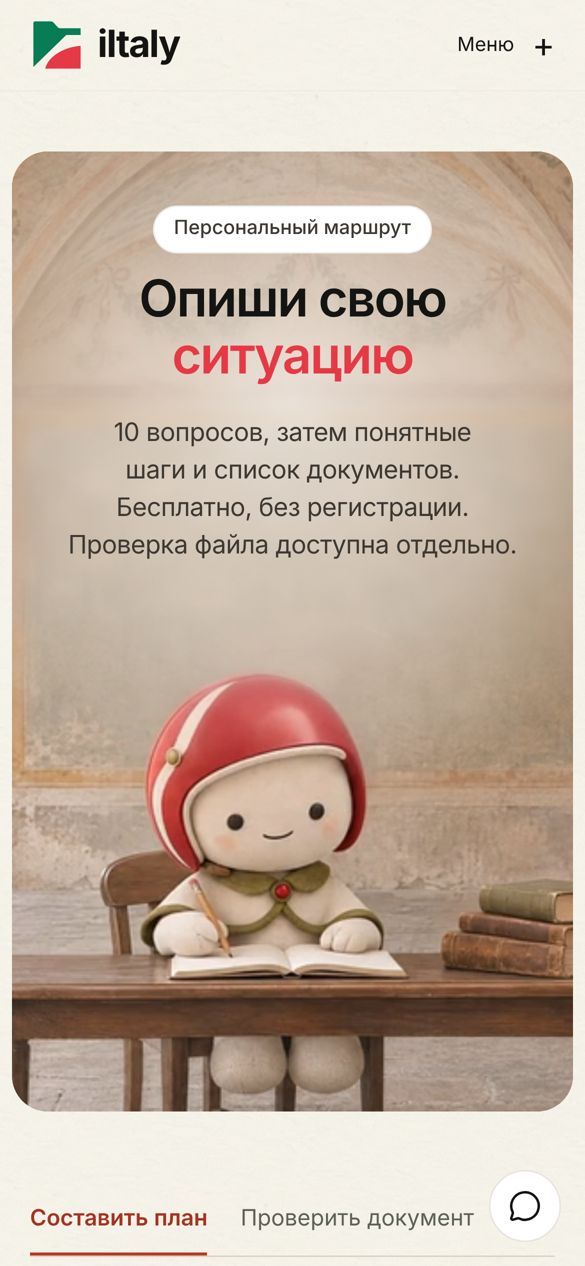 iItaly
Меню +
Персональный маршрут
Опиши свою
ситуацию
10 вопросов, затем понятные
шаги и список документов.
Бесплатно, без регистрации.
Проверка файла доступна отдельно.
Составить план
Проверить документ